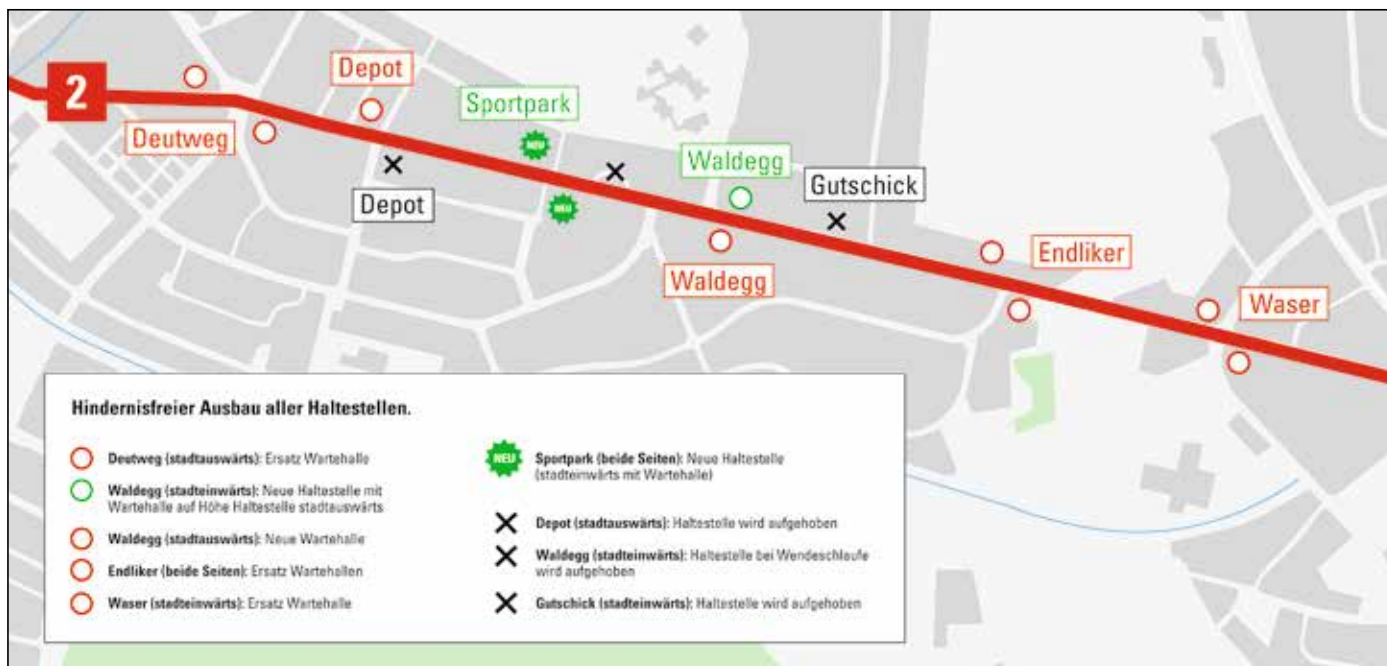 2
Depot
Sportpark
Deutweg
NEU
Waldegg
Gutschick
Depot
NEU
Endliker
Waldegg
Waser
Hindernisfreier Ausbau aller Haltestellen.
Deutweg (stadtauswärts): Ersatz Wartehalle
Waldegg (stadteinwärts): Neue Haltestelle mit
Wartehalle auf Höhe Haltestelle stadtauswärts
Waldegg (stadtauswärts): Neue Wartehalle
Endliker (beide Seiten): Ersatz Wartehallen
Waser (stadteinwärts): Ersatz Wartehalle
NEU
Sportpark (beide Seiten): Neue Haltestelle
(stadteinwärts mit Wartehalle)
Depot (stadtauswärts): Haltestelle wird aufgehoben
Waldegg (stadteinwärts): Haltestelle bei Wendeschlaufe
wird aufgehoben
Gutschick (stadteinwärts): Haltestelle wird aufgehoben